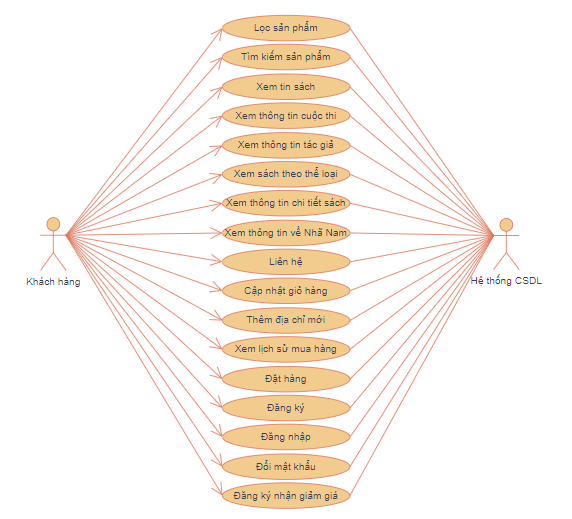 Lọc sản phẩm
Tìm kiếm sản phẩm
Xem tin sách
Xem thông tin cuộc thi
Xem thông tin tác giả
Xem sách theo thể loại
Xem thông tin chi tiết sách
Xem thông tin về Nhã Nam
Liên hệ
Khách hàng
Hệ thống CSDL
Cập nhật giỏ hàng
Thêm địa chỉ mới
Xem lịch sử mua hàng
Đặt hàng
Đăng ký
Đăng nhập
Đổi mật khẩu
Đăng ký nhận giảm giá